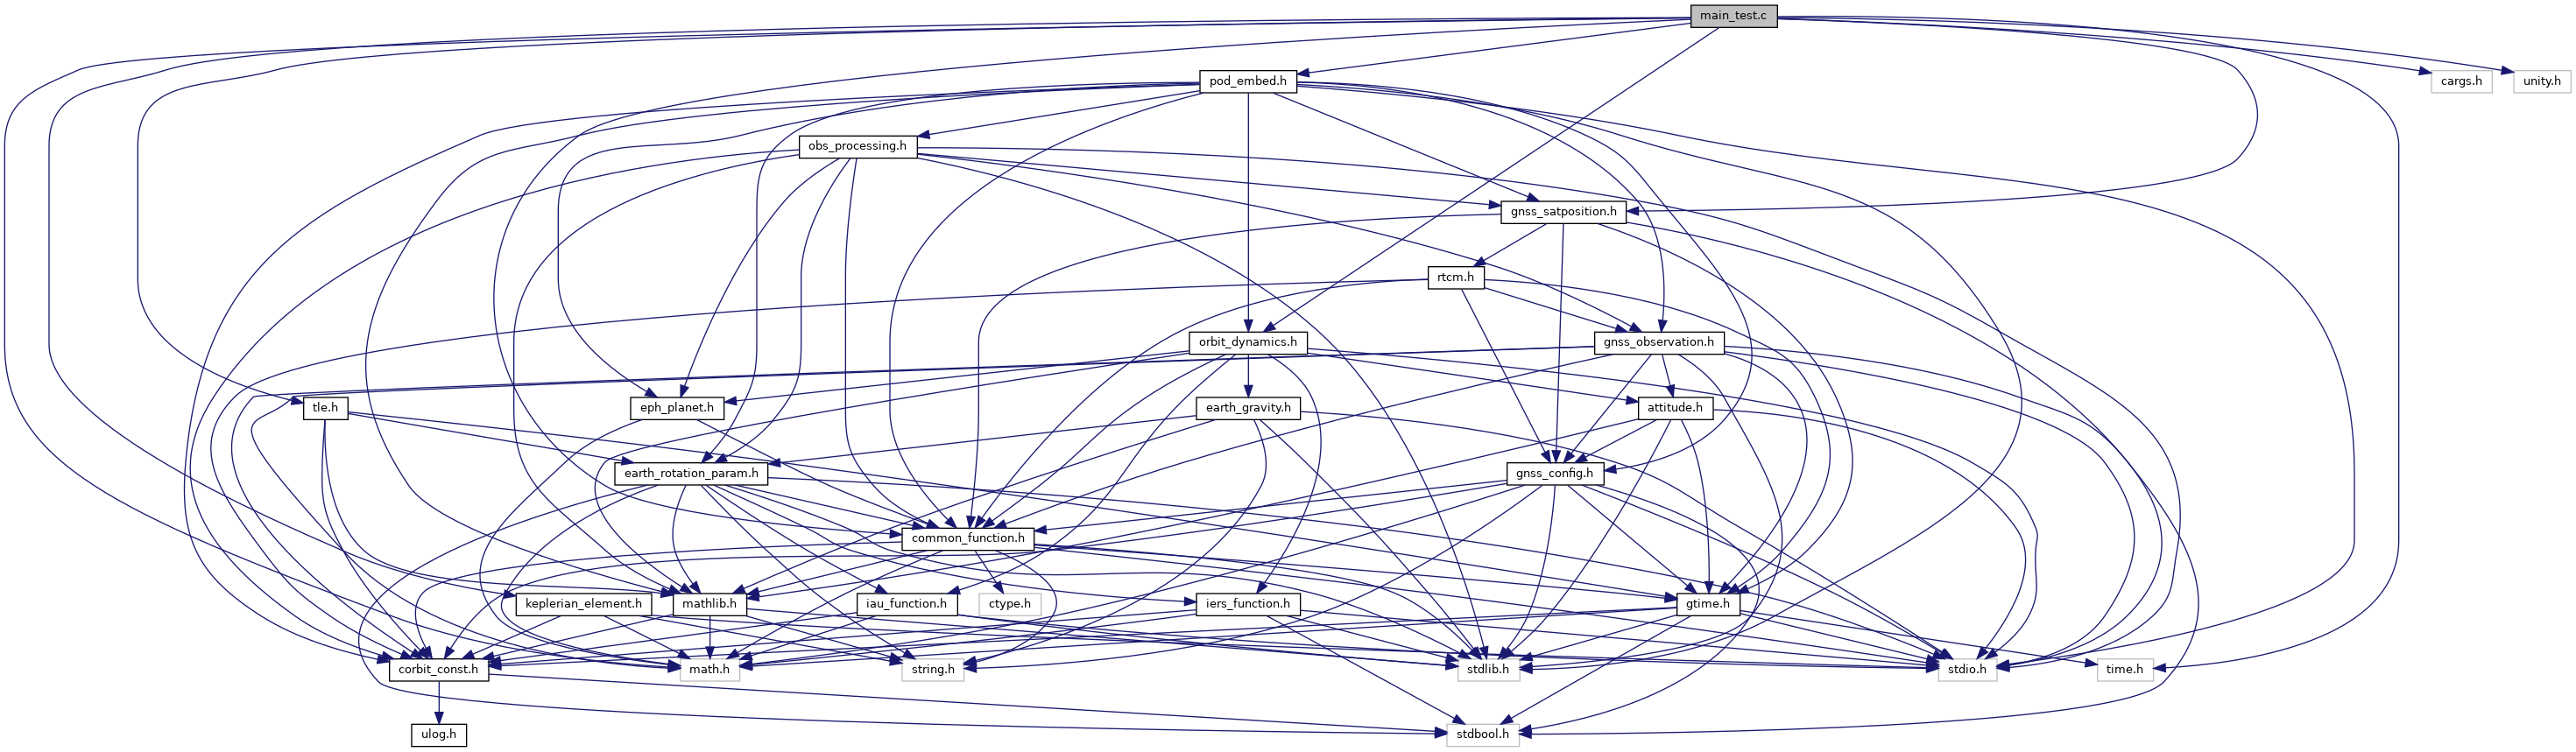 main_test.c
pod_embed.h
cargs.h
unity.h
obs_processing.h
gnss_satposition.h
rtcm.h
orbit_dynamics.h
gnss_observation.h
tle.h
eph_planet.h
earth_gravity.h
attitude.h
earth_rotation_param.h
gnss_config.h
common_function.h
keplerian_element.h
mathlib.h
iau_function.h
ctype.h
iers_function.h
gtime.h
corbit_const.h
math.h
string.h
stdlib.h
stdio.h
time.h
ulog.h
stdbool.h